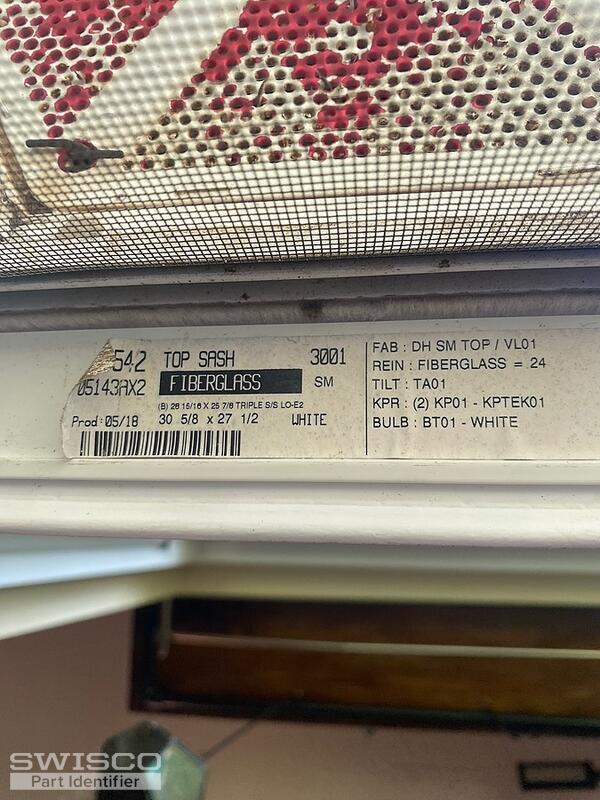 542 TOP SASH 3001
05143AX2 FIBERGLASS SM
(B) 28 15/16 X 25 7/8 TRIPLE S/S LO-E2
Prod: 05/18 30 5/8 x 27 1/2 WHITE
FAB : DH SM TOP / VL01
REIN : FIBERGLASS = 24
TILT : TA01
KPR : (2) KP01 - KPTEK01
BULB : BT01 - WHITE
SWISCO
Part Identifier